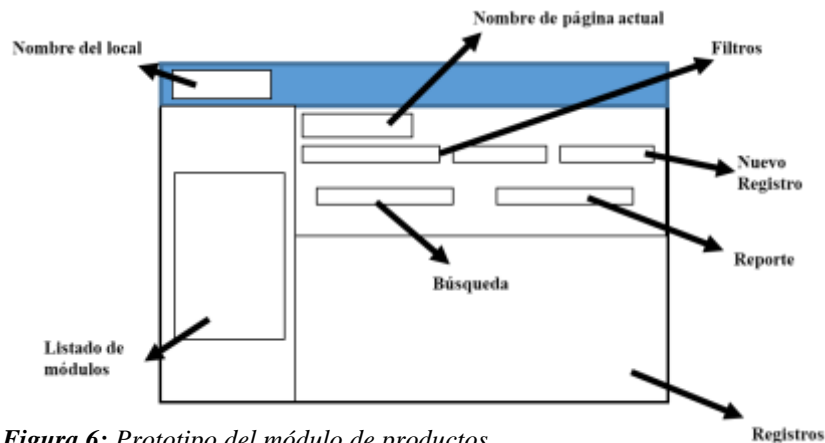 Nombre de página actual
Nombre del local
Filtros
Nuevo
Registro
Reporte
Búsqueda
Listado de
módulos
Registros
Figura 6: Prototipo del módulo de productos